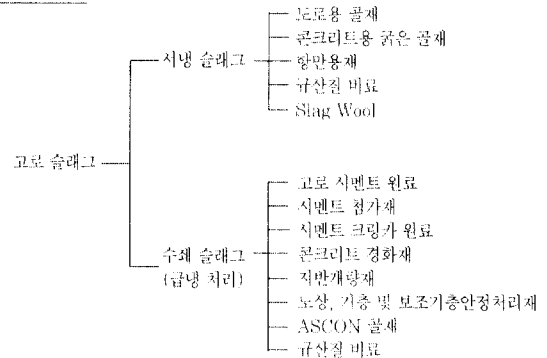 도로용 골재
콘크리트용 굵은 골재
서냉 슬래그
항만용재
규산질 비료
Slag Wool
고로 슬래그
고로 시멘트 원료
시멘트 첨가재
시멘트 크링카 원료
수쇄 슬래그
(급냉 처리)
콘크리트 경화재
지반개량재
노상, 기층 및 보조기층안정처리재
ASCON 골재
규산질 비료